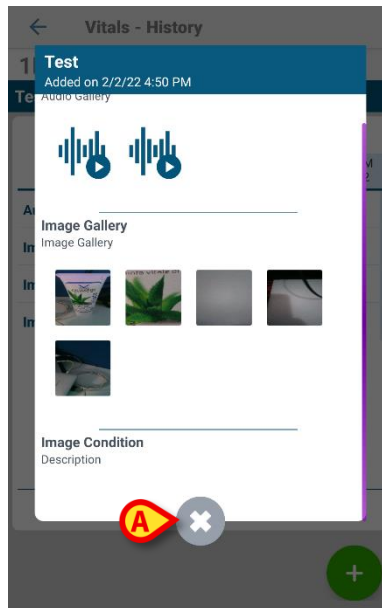 Vitals - History
Test
Added on 2/2/22 4:50 PM
Audio Gallery
Image Gallery
Image Gallery
Image Condition
Description
A